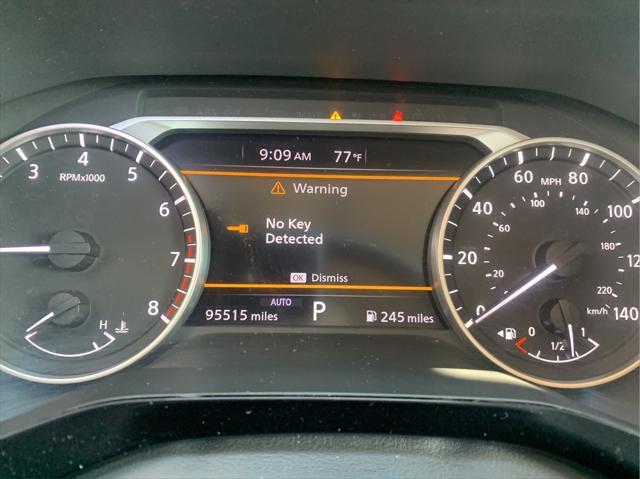 9:09 AM 77°F
Warning
No Key
Detected
OK Dismiss
AUTO
95515 miles P 245 miles
3 4 5 6 7 8
RPMx1000
H
0 20 40 60 80 100 12 140
MPH
20 60 100 140 180 220
km/h
0 1/2 1